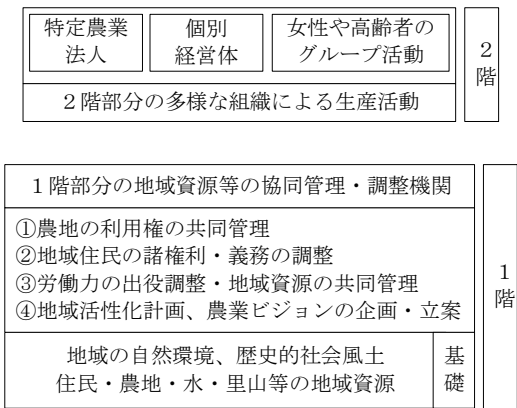 特定農業
法人
個別
経営体
女性や高齢者の
グループ活動
２階部分の多様な組織による生産活動
２
階
１階部分の地域資源等の協同管理・調整機関
①農地の利用権の共同管理
②地域住民の諸権利・義務の調整
③労働力の出役調整・地域資源の共同管理
④地域活性化計画、農業ビジョンの企画・立案
地域の自然環境、歴史的社会風土
住民・農地・水・里山等の地域資源
基
礎
１
階